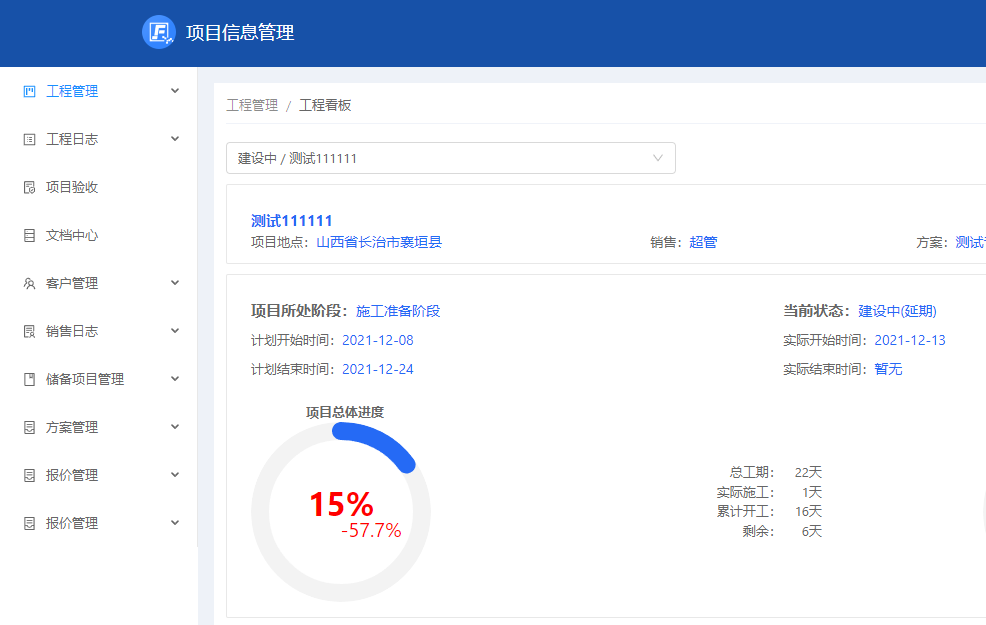 项目信息管理
工程管理
工程日志
项目验收
文档中心
客户管理
销售日志
储备项目管理
方案管理
报价管理
报价管理
工程管理 / 工程看板
建设中 / 测试111111
测试111111
项目地点: 山西省长治市襄垣县 销售: 超管 方案: 测试
项目所处阶段: 施工准备阶段 当前状态: 建设中(延期)
计划开始时间: 2021-12-08 实际开始时间: 2021-12-13
计划结束时间: 2021-12-24 实际结束时间: 暂无
项目总体进度
15%
-57.7%
总工期: 22天
实际施工: 1天
累计开工: 16天
剩余: 6天